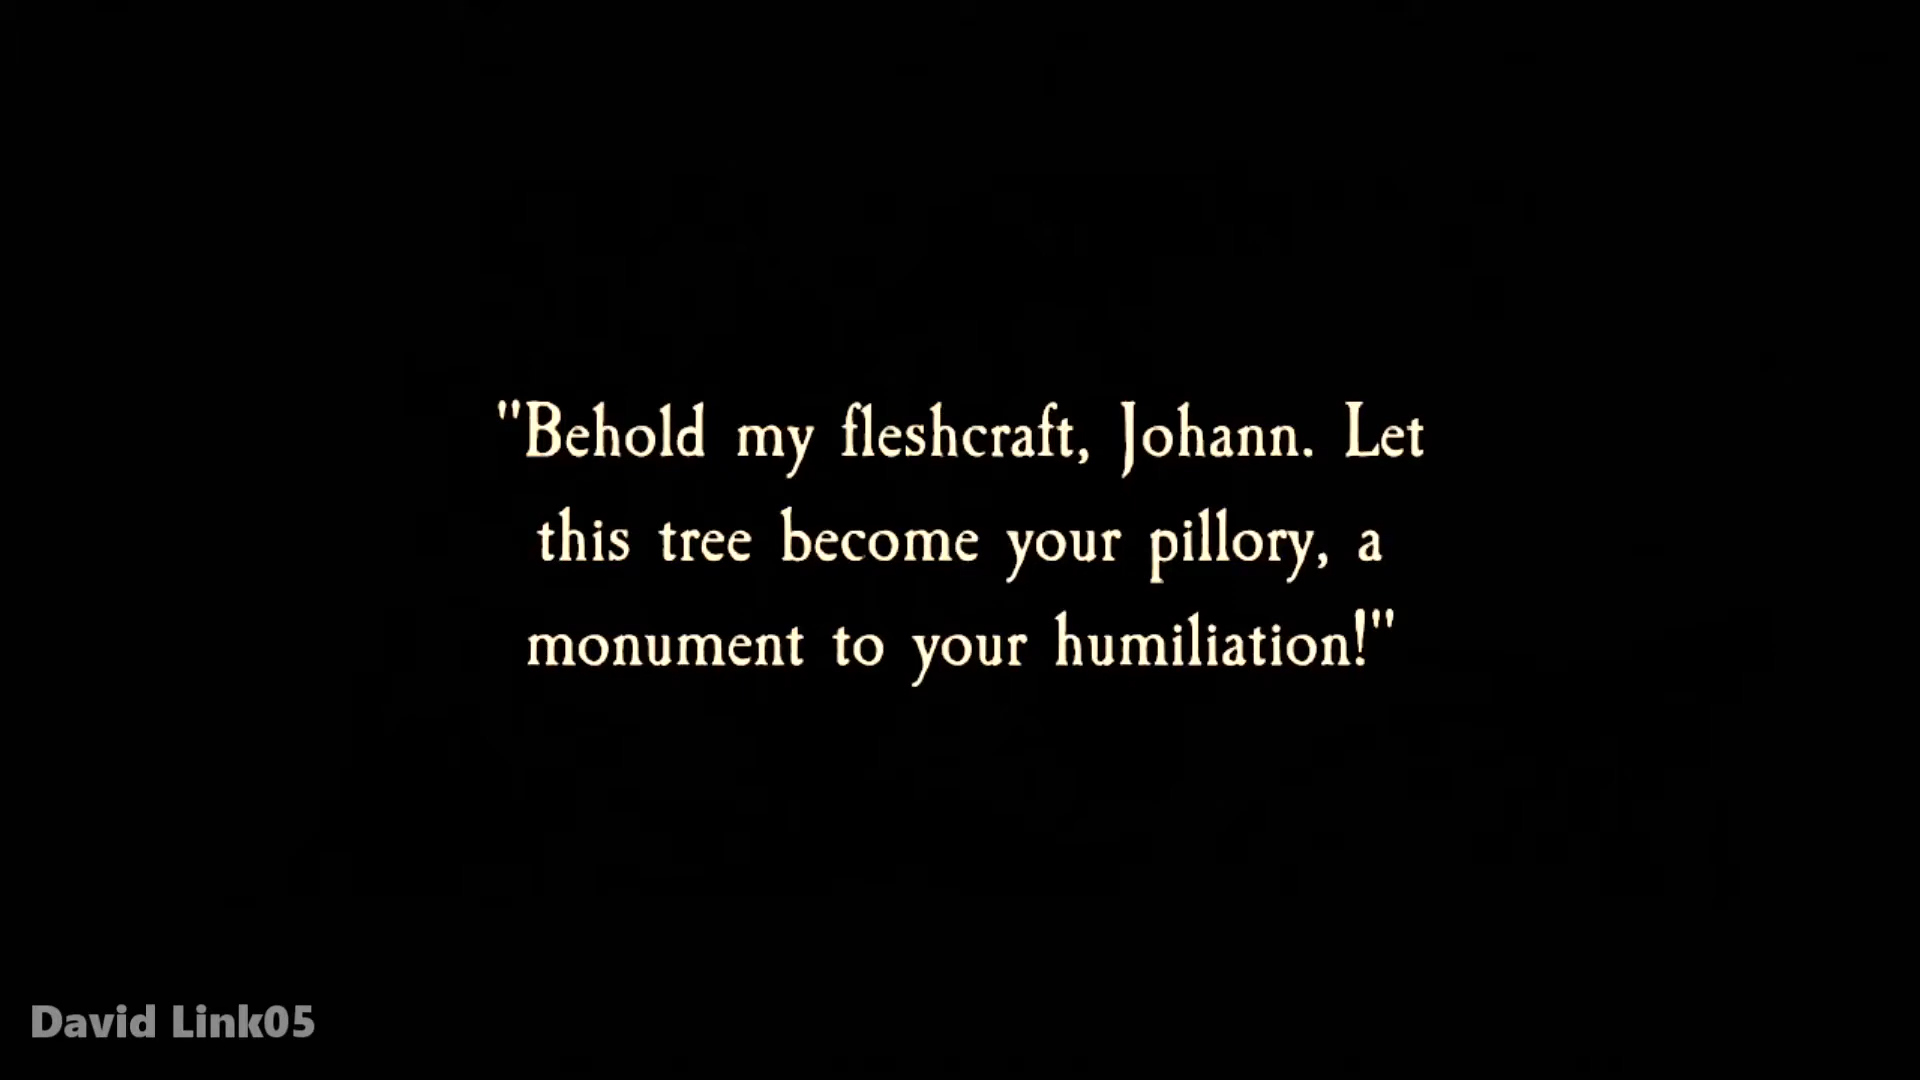 "Behold my fleshcraft, Johann. Let
this tree become your pillory, a
monument to your humiliation!"
David Link05